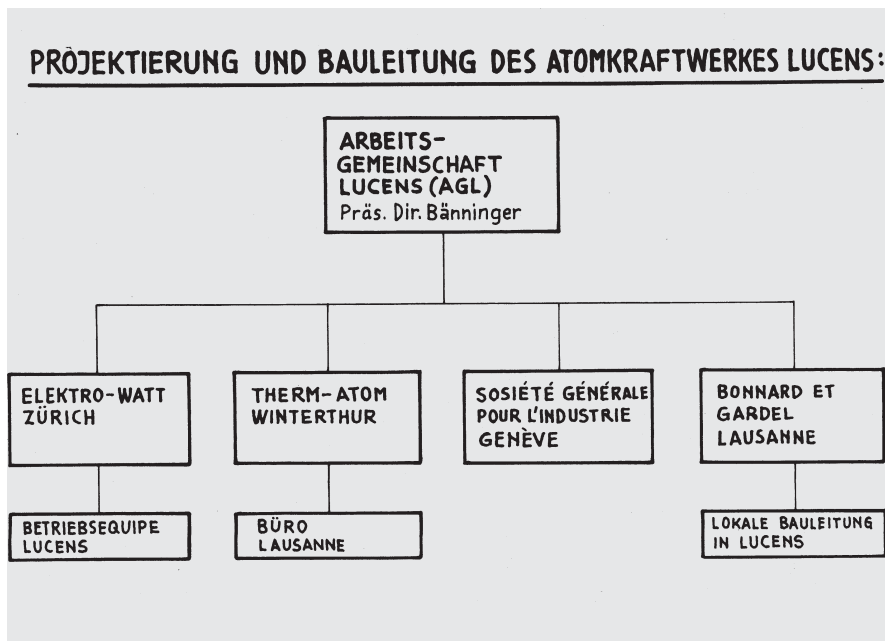 PROJEKTIERUNG UND BAULEITUNG DES ATOMKRAFTWERKES LUCENS:
ARBEITS-
GEMEINSCHAFT
LUCENS (AGL)
Präs. Dir. Bänninger
ELEKTRO-WATT
ZÜRICH
THERM-ATOM
WINTERTHUR
SOSIÉTÉ GÉNÉRALE
POUR L'INDUSTRIE
GENÈVE
BONNARD ET
GARDEL
LAUSANNE
BETRIEBSEQUIPE
LUCENS
BÜRO
LAUSANNE
LOKALE BAULEITUNG
IN LUCENS